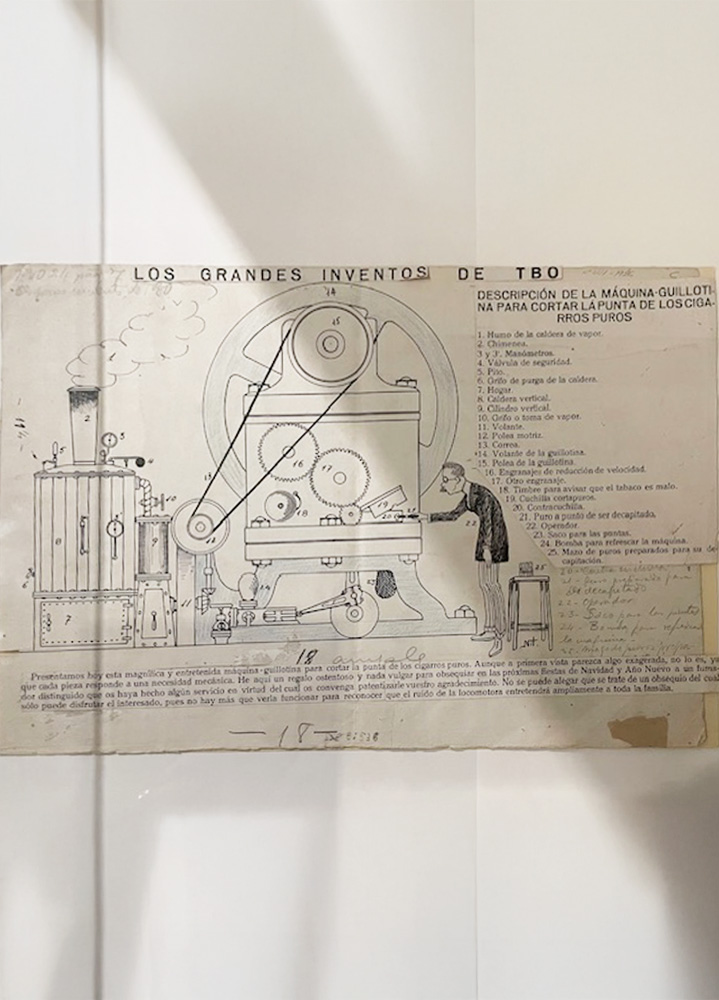 LOS GRANDES INVENTOS DE TBO
DESCRIPCIÓN DE LA MÁQUINA-GUILLOTI-
NA PARA CORTAR LA PUNTA DE LOS CIGA-
RROS PUROS
1. Humo de la caldera de vapor.
2. Chimenea.
3 y 3'. Manómetros.
4. Válvula de seguridad.
5. Pito.
6. Grifo de purga de la caldera.
7. Hogar.
8. Caldera vertical.
9. Cilindro vertical.
10. Grifo o toma de vapor.
11. Volante.
12. Polea motriz.
13. Correa.
14. Volante de la guillotina.
15. Polea de la guillotina.
16. Engranajes de reducción de velocidad.
17. Otro engranaje.
18. Timbre para avisar que el tabaco es malo.
19. Cuchilla cortapuros.
20. Contracuchilla.
21. Puro a punto de ser decapitado.
22. Operador.
23. Saco para las puntas.
24. Bomba para refrescar la máquina.
25. Mazo de puros preparados para su de-
capitación.
22 - Operador
Presentamos hoy esta magnífica y entretenida máquina-guillotina para cortar la punta de los cigarros puros. Aunque a primera vista parezca algo exagerada, no lo es, ya
que cada pieza responde a una necesidad mecánica. He aquí un regalo ostentoso y nada vulgar para obsequiar en las próximas fiestas de Navidad y Año Nuevo a un fuma-
dor distinguido que os haya hecho algún servicio en virtud del cual os convenga patentizarle vuestro agradecimiento. No se puede alegar que se trate de un obsequio del cual
sólo puede disfrutar el interesado, pues no hay más que verla funcionar para reconocer que el ruido de la locomotora entretendrá ampliamente a toda la familia.
— 18 —